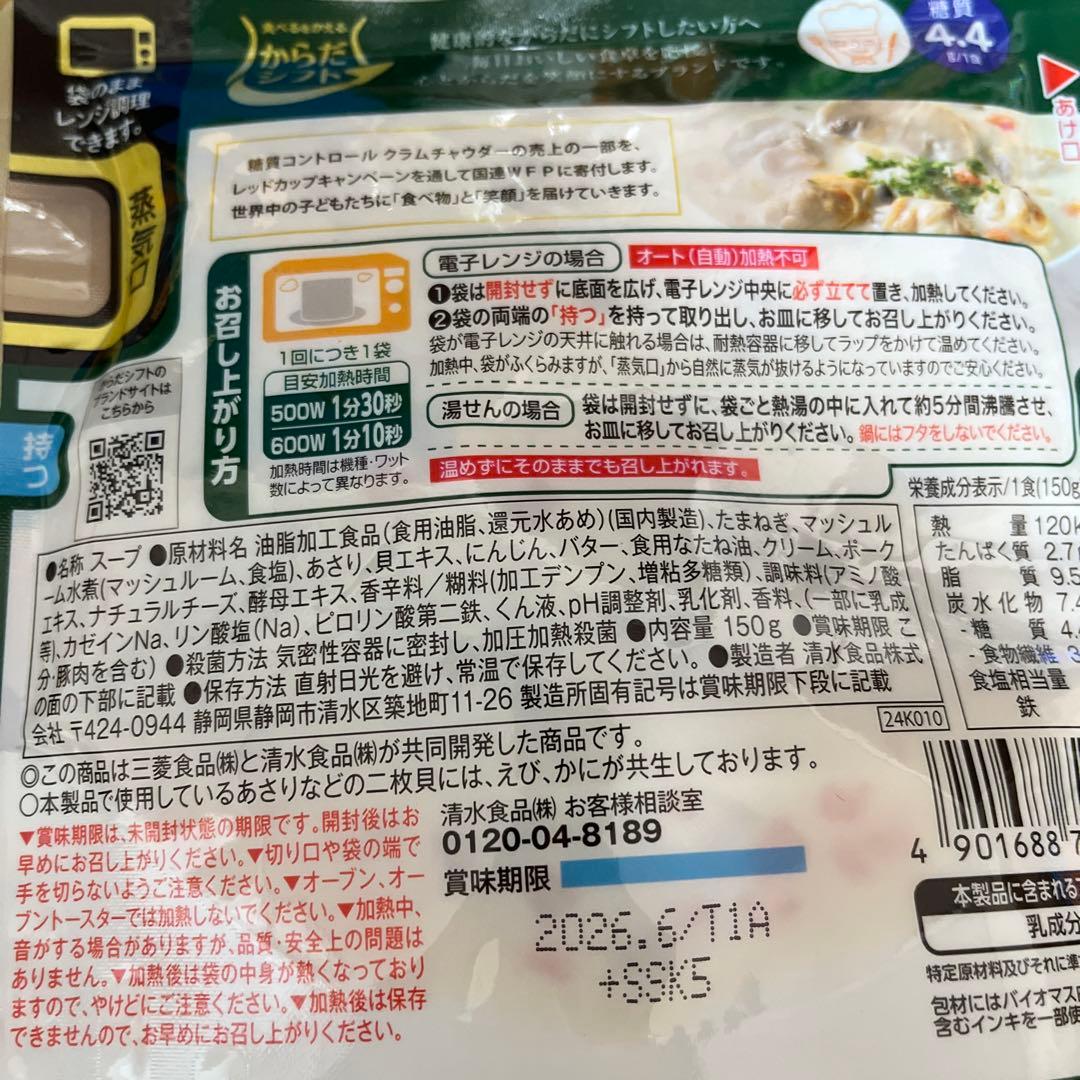 食べるをかえる
からだ
シフト
健康的なからだにシフトしたい方へ
毎日おいしい食卓を
糖質
4.4
g/1食
あけ口
袋のまま
レンジ調理
できます。
蒸気口
糖質コントロール クラムチャウダーの売上の一部を、
レッドカップキャンペーンを通して国連WFPに寄付します。
世界中の子どもたちに「食べ物」と「笑顔」を届けていきます。
からだシフトの
ブランドサイトは
こちらから
持つ
お召し上がり方
1回につき1袋
目安加熱時間
500W 1分30秒
600W 1分10秒
加熱時間は機種・ワット
数によって異なります。
電子レンジの場合 オート(自動)加熱不可
❶袋は開封せずに底面を広げ、電子レンジ中央に必ず立てて置き、加熱してください。
❷袋の両端の「持つ」を持って取り出し、お皿に移してお召し上がりください。
袋が電子レンジの天井に触れる場合は、耐熱容器に移してラップをかけて温めてください。
加熱中、袋がふくらみますが、「蒸気口」から自然に蒸気が抜けるようになっていますのでご安心ください。
湯せんの場合 袋は開封せずに、袋ごと熱湯の中に入れて約5分間沸騰させ、
お皿に移してお召し上がりください。鍋にはフタをしないでください。
温めずにそのままでも召し上がれます。
●名称 スープ ●原材料名 油脂加工食品(食用油脂、還元水あめ)(国内製造)、たまねぎ、マッシュル
ーム水煮(マッシュルーム、食塩)、あさり、貝エキス、にんじん、バター、食用なたね油、クリーム、ポーク
エキス、ナチュラルチーズ、酵母エキス、香辛料/糊料(加工デンプン、増粘多糖類)、調味料(アミノ酸
等)、カゼインNa、リン酸塩(Na)、ピロリン酸第二鉄、くん液、pH調整剤、乳化剤、香料、(一部に乳成
分・豚肉を含む) ●殺菌方法 気密性容器に密封し、加圧加熱殺菌 ●内容量 150g ●賞味期限 こ
の面の下部に記載 ●保存方法 直射日光を避け、常温で保存してください。 ●製造者 清水食品株式
会社 〒424-0944 静岡県静岡市清水区築地町11-26 製造所固有記号は賞味期限下段に記載
24K010
栄養成分表示/1食(150g
熱 量 120K
たんぱく質 2.7
脂 質 9.5
炭水化物 7.4
-糖 質 4.
-食物繊維 3
食塩相当量
鉄
◎この商品は三菱食品(株)と清水食品(株)が共同開発した商品です。
○本製品で使用しているあさりなどの二枚貝には、えび、かにが共生しております。
▼賞味期限は、未開封状態の期限です。開封後はお
早めにお召し上がりください。▼切り口や袋の端で
手を切らないようご注意ください。▼オーブン、オー
ブントースターでは加熱しないでください。▼加熱中、
音がする場合がありますが、品質・安全上の問題は
ありません。▼加熱後は袋の中身が熱くなっており
ますので、やけどにご注意ください。▼加熱後は保存
できませんので、お早めにお召し上がりください。
清水食品(株) お客様相談室
0120-04-8189
賞味期限
2026.6/T1A
+SSK5
4 901688 7
本製品に含まれる
乳成分
特定原材料及びそれに準
包材にはバイオマス
含むインキを一部使